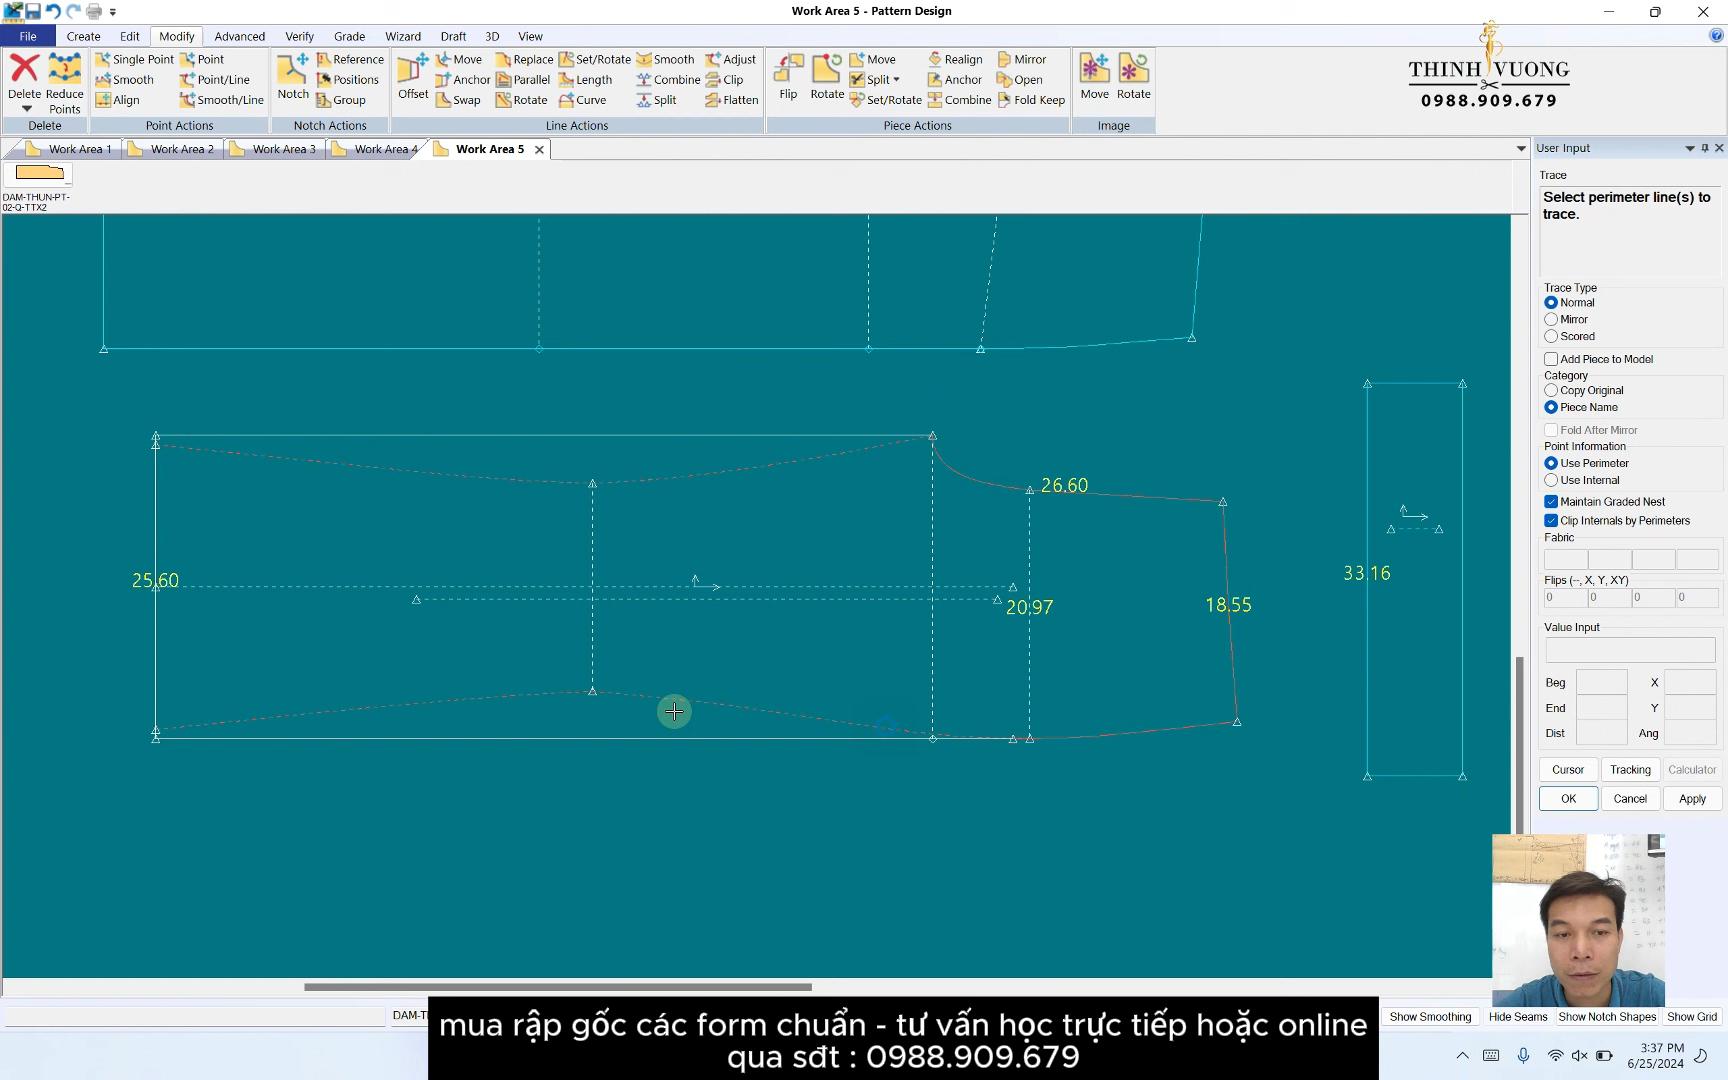 Work Area 5 - Pattern Design
File Create Edit Modify Advanced Verify Grade Wizard Draft 3D View
THINH VUONG
0988.909.679
Delete
Reduce Points
Delete
Single Point
Smooth
Align
Point
Point/Line
Smooth/Line
Point Actions
Notch
Reference
Positions
Group
Notch Actions
Offset
Move
Anchor
Swap
Replace
Parallel
Rotate
Set/Rotate
Length
Curve
Smooth
Combine
Split
Adjust
Clip
Flatten
Line Actions
Flip
Rotate
Move
Split
Set/Rotate
Realign
Anchor
Combine
Mirror
Open
Fold Keep
Piece Actions
Move
Rotate
Image
Work Area 1
Work Area 2
Work Area 3
Work Area 4
Work Area 5
DAM-THUN-PT-
02-Q-TTX2
26.60
25.60
20.97
18.55
33.16
User Input
Trace
Select perimeter line(s) to
trace.
Trace Type
Normal
Mirror
Scored
Add Piece to Model
Category
Copy Original
Piece Name
Fold After Mirror
Point Information
Use Perimeter
Use Internal
Maintain Graded Nest
Clip Internals by Perimeters
Fabric
Flips (--, X, Y, XY)
0 0 0 0
Value Input
Beg X
End Y
Dist Ang
Cursor Tracking Calculator
OK Cancel Apply
DAM-T
mua rập gốc các form chuẩn - tư vấn học trực tiếp hoặc online
qua sđt : 0988.909.679
Show Smoothing Hide Seams Show Notch Shapes Show Grid
3:37 PM
6/25/2024